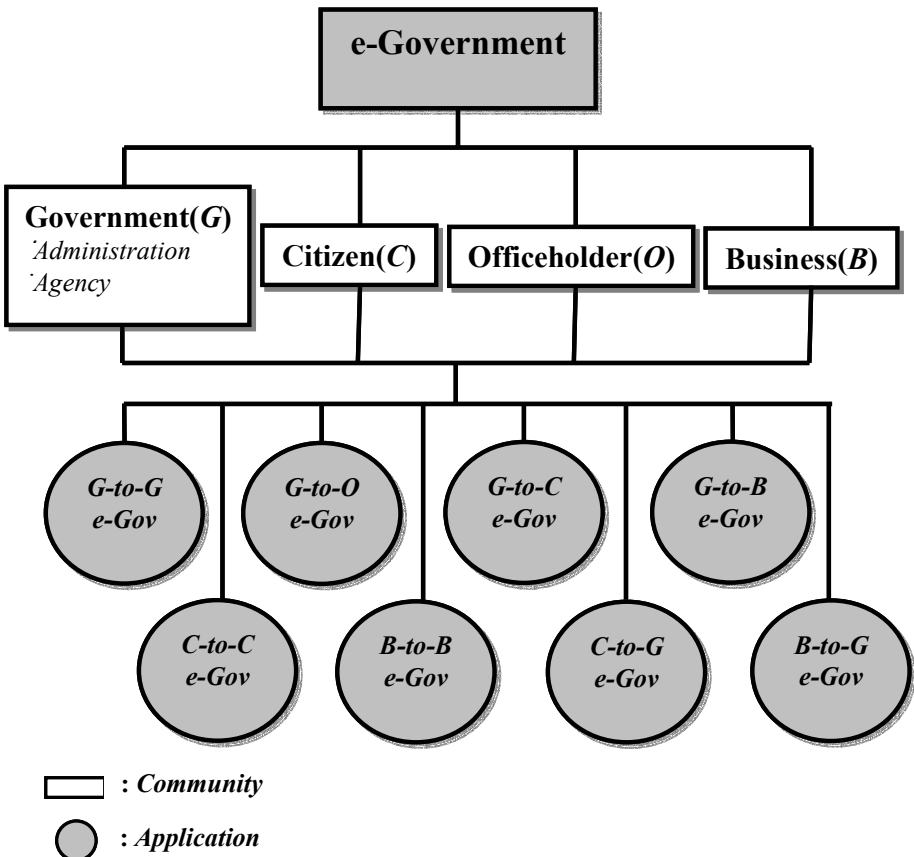 e-Government
Government(G)
˙Administration
˙Agency
Citizen(C)
Officeholder(O)
Business(B)
G-to-G
e-Gov
G-to-O
e-Gov
G-to-C
e-Gov
G-to-B
e-Gov
C-to-C
e-Gov
B-to-B
e-Gov
C-to-G
e-Gov
B-to-G
e-Gov
: Community
: Application